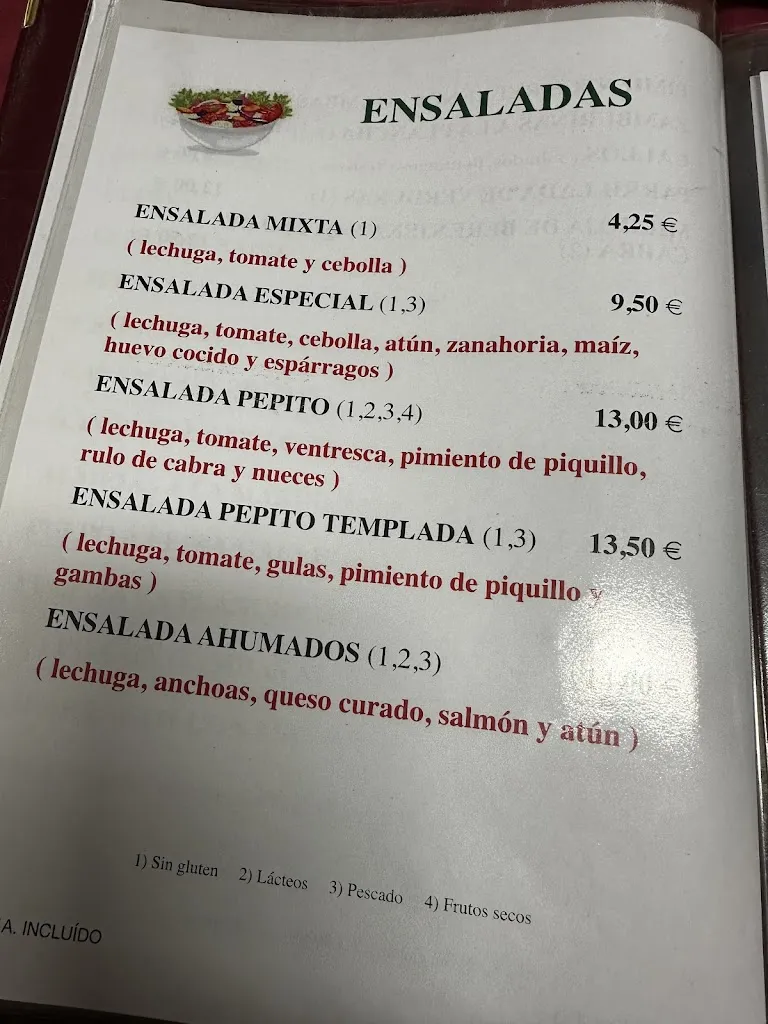 ENSALADAS
ENSALADA MIXTA (1) 4,25 €
( lechuga, tomate y cebolla )
ENSALADA ESPECIAL (1,3) 9,50 €
( lechuga, tomate, cebolla, atún, zanahoria, maíz,
huevo cocido y espárragos )
ENSALADA PEPITO (1,2,3,4) 13,00 €
( lechuga, tomate, ventresca, pimiento de piquillo,
rulo de cabra y nueces )
ENSALADA PEPITO TEMPLADA (1,3) 13,50 €
( lechuga, tomate, gulas, pimiento de piquillo y
gambas )
ENSALADA AHUMADOS (1,2,3)
( lechuga, anchoas, queso curado, salmón y atún )
1) Sin gluten 2) Lácteos 3) Pescado 4) Frutos secos
A. INCLUÍDO